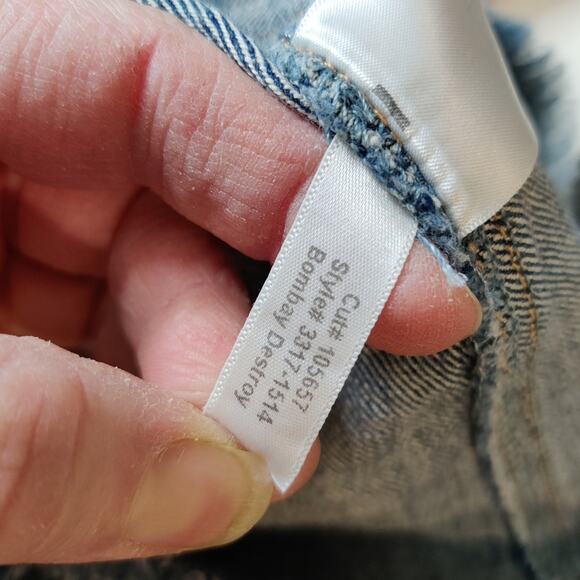 Cut# 105657
Style# 3317-1514
Bombay Destroy